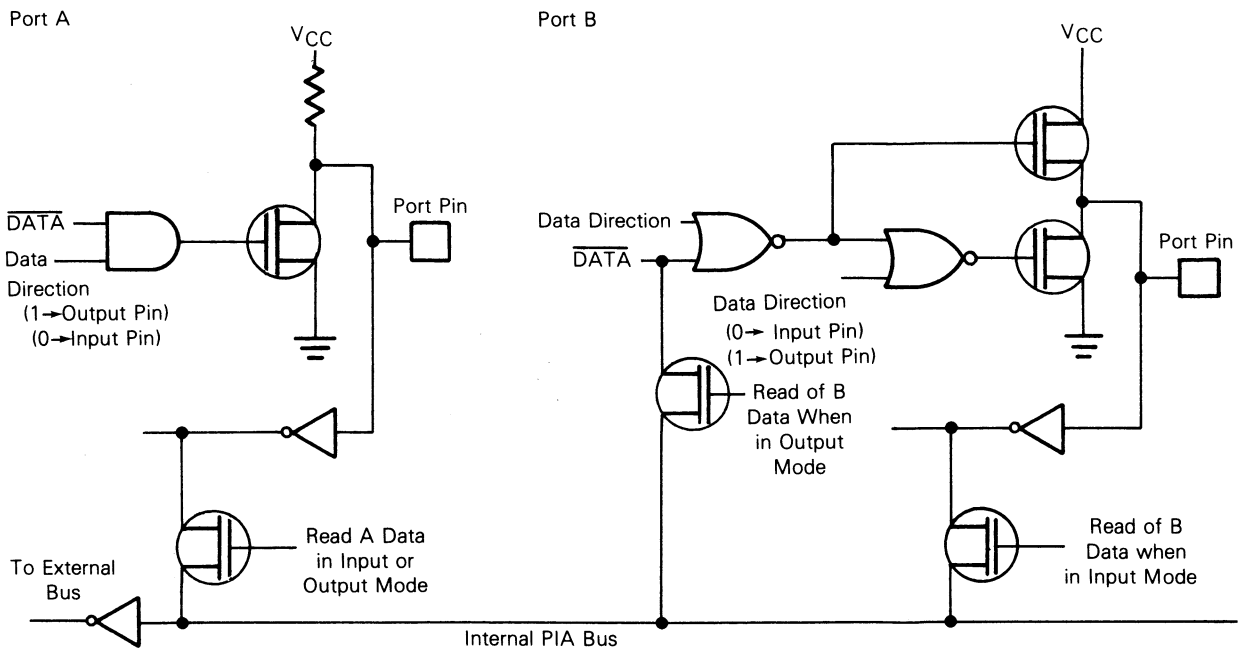 Port A
VCC
DATA
Data
Direction
(1→Output Pin)
(0→Input Pin)
Port Pin
Read A Data
in Input or
Output Mode
To External
Bus
Internal PIA Bus
Port B
VCC
Data Direction
DATA
Data Direction
(0→ Input Pin)
(1→Output Pin)
Port Pin
Read of B
Data When
in Output
Mode
Read of B
Data when
in Input Mode